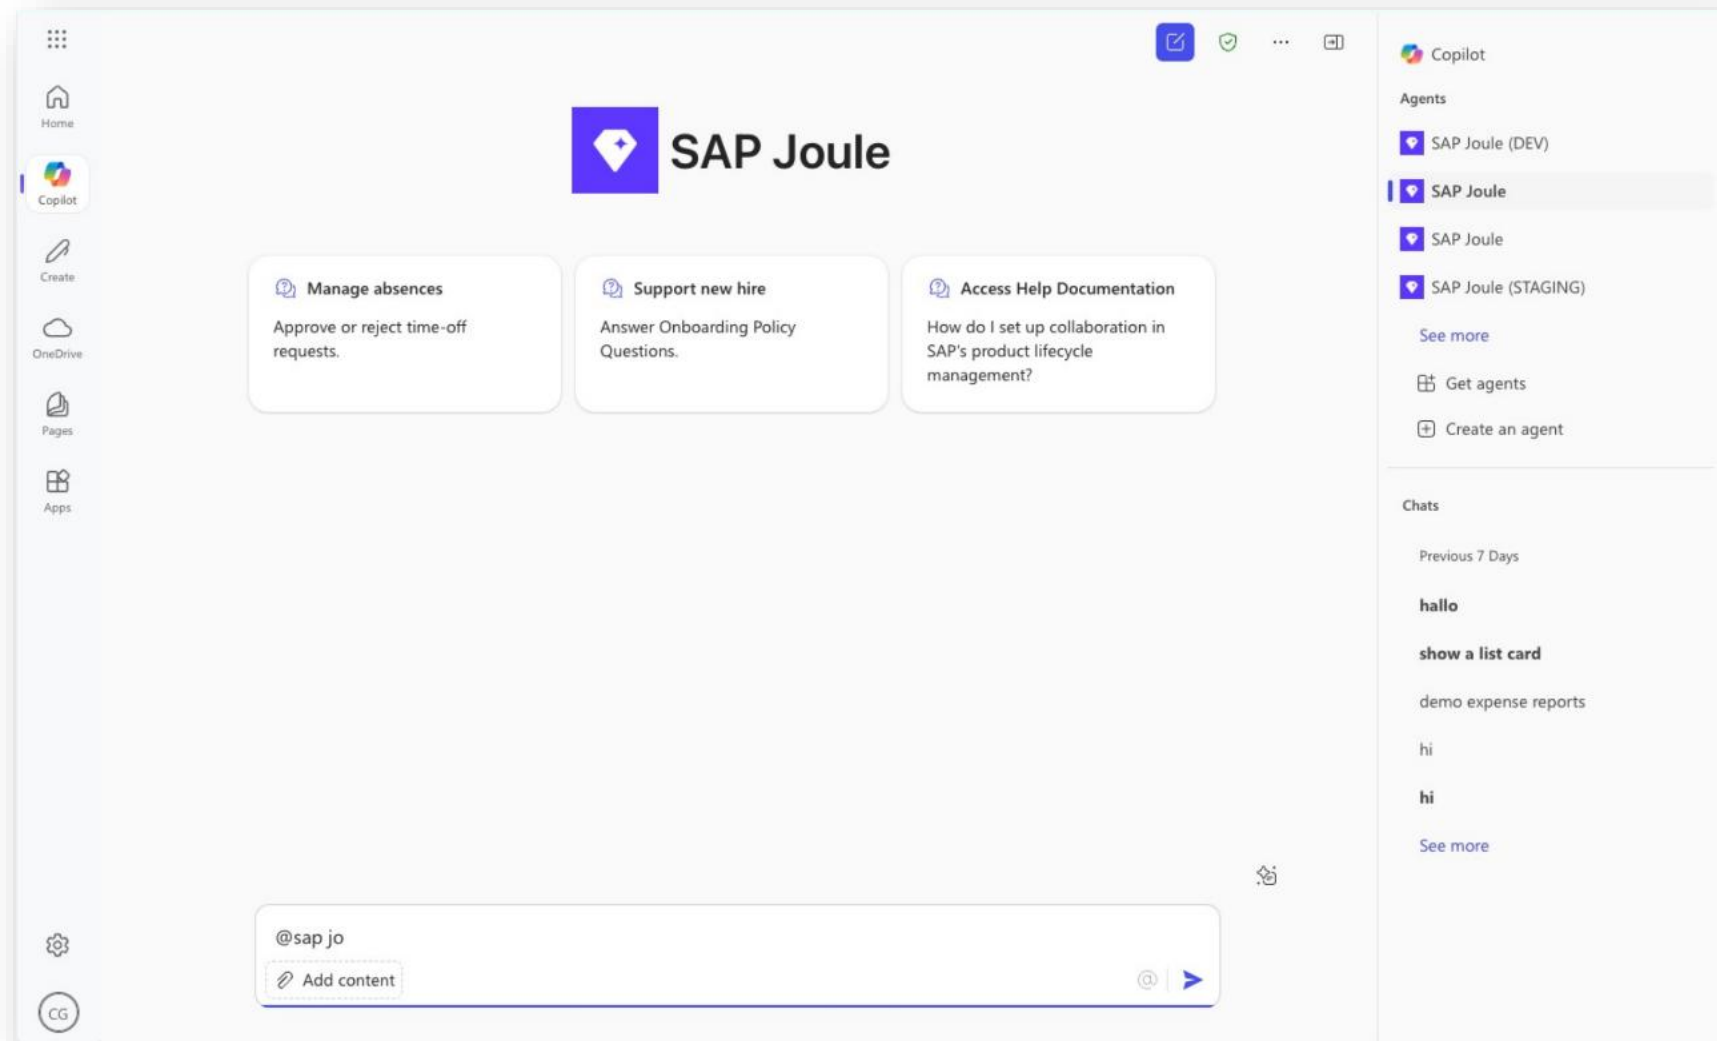 Home
Copilot
Create
OneDrive
Pages
Apps
CG
SAP Joule
Manage absences
Approve or reject time-off
requests.
Support new hire
Answer Onboarding Policy
Questions.
Access Help Documentation
How do I set up collaboration in
SAP's product lifecycle
management?
@sap jo
Add content
@
Copilot
Agents
SAP Joule (DEV)
SAP Joule
SAP Joule
SAP Joule (STAGING)
See more
Get agents
Create an agent
Chats
Previous 7 Days
hallo
show a list card
demo expense reports
hi
hi
See more